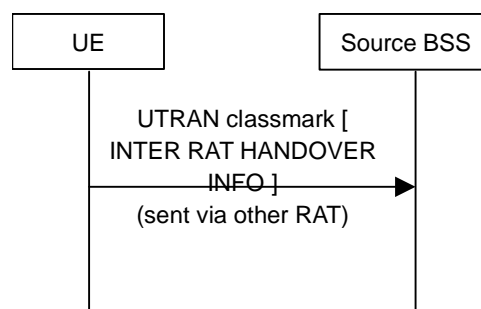 UE
Source BSS
UTRAN classmark [
INTER RAT HANDOVER
INFO ]
(sent via other RAT)